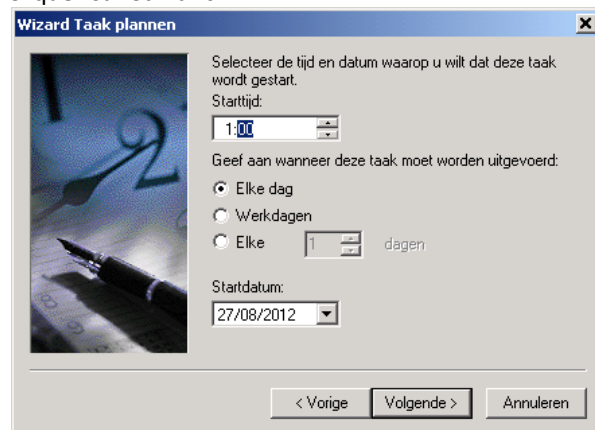 Wizard Taak plannen
Selecteer de tijd en datum waarop u wilt dat deze taak
wordt gestart.
Starttijd:
1:00
Geef aan wanneer deze taak moet worden uitgevoerd:
Elke dag
Werkdagen
Elke 1 dagen
Startdatum:
27/08/2012
< Vorige Volgende > Annuleren